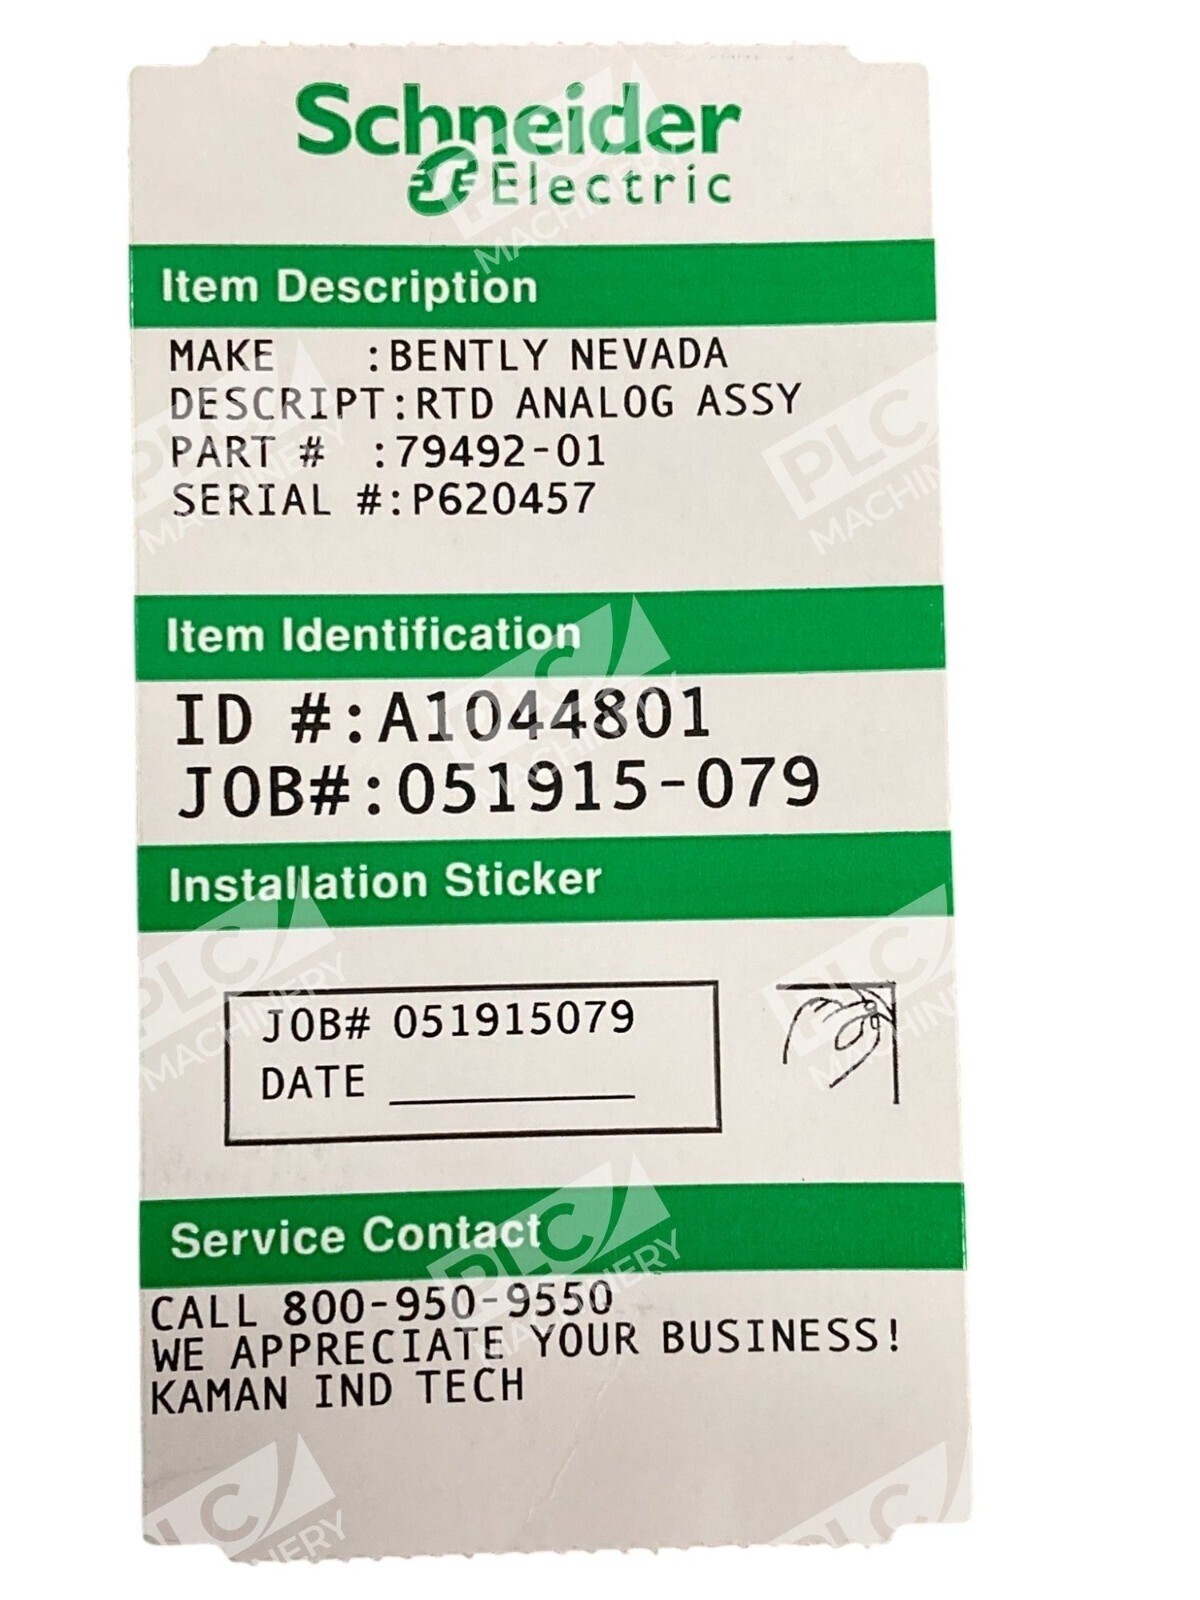 Schneider
Electric
Item Description
MAKE :BENTLY NEVADA
DESCRIPT:RTD ANALOG ASSY
PART # :79492-01
SERIAL #:P620457
Item Identification
ID #:A1044801
JOB#:051915-079
Installation Sticker
JOB# 051915079
DATE
Service Contact
CALL 800-950-9550
WE APPRECIATE YOUR BUSINESS!
KAMAN IND TECH
PLC
MACHINERY